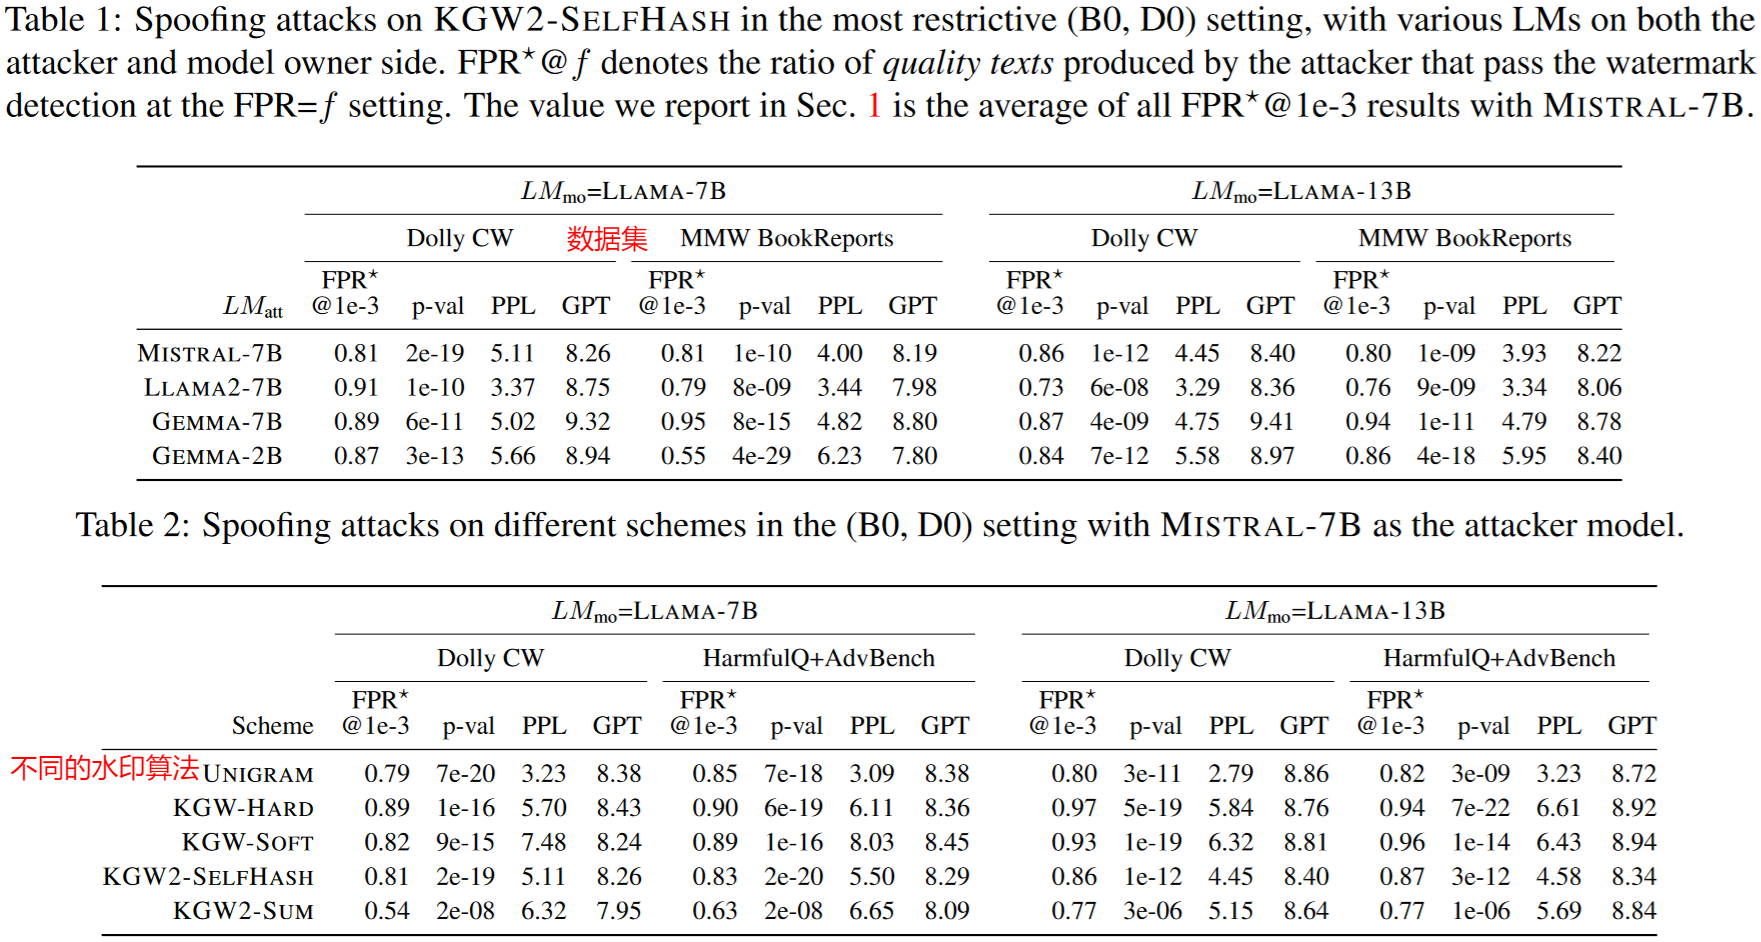 Table 1: Spoofing attacks on KGW2-SELFHASH in the most restrictive (B0, D0) setting, with various LMs on both the
attacker and model owner side. FPR⋆@f denotes the ratio of quality texts produced by the attacker that pass the watermark
detection at the FPR=f setting. The value we report in Sec. 1 is the average of all FPR⋆@1e-3 results with MISTRAL-7B.
LMmo=LLAMA-7B LMmo=LLAMA-13B
Dolly CW 数据集 MMW BookReports Dolly CW MMW BookReports
FPR⋆ FPR⋆ FPR⋆ FPR⋆
LMatt @1e-3 p-val PPL GPT @1e-3 p-val PPL GPT @1e-3 p-val PPL GPT @1e-3 p-val PPL GPT
MISTRAL-7B 0.81 2e-19 5.11 8.26 0.81 1e-10 4.00 8.19 0.86 1e-12 4.45 8.40 0.80 1e-09 3.93 8.22
LLAMA2-7B 0.91 1e-10 3.37 8.75 0.79 8e-09 3.44 7.98 0.73 6e-08 3.29 8.36 0.76 9e-09 3.34 8.06
GEMMA-7B 0.89 6e-11 5.02 9.32 0.95 8e-15 4.82 8.80 0.87 4e-09 4.75 9.41 0.94 1e-11 4.79 8.78
GEMMA-2B 0.87 3e-13 5.66 8.94 0.55 4e-29 6.23 7.80 0.84 7e-12 5.58 8.97 0.86 4e-18 5.95 8.40
Table 2: Spoofing attacks on different schemes in the (B0, D0) setting with MISTRAL-7B as the attacker model.
LMmo=LLAMA-7B LMmo=LLAMA-13B
Dolly CW HarmfulQ+AdvBench Dolly CW HarmfulQ+AdvBench
FPR⋆ FPR⋆ FPR⋆ FPR⋆
Scheme @1e-3 p-val PPL GPT @1e-3 p-val PPL GPT @1e-3 p-val PPL GPT @1e-3 p-val PPL GPT
不同的水印算法 UNIGRAM 0.79 7e-20 3.23 8.38 0.85 7e-18 3.09 8.38 0.80 3e-11 2.79 8.86 0.82 3e-09 3.23 8.72
KGW-HARD 0.89 1e-16 5.70 8.43 0.90 6e-19 6.11 8.36 0.97 5e-19 5.84 8.76 0.94 7e-22 6.61 8.92
KGW-SOFT 0.82 9e-15 7.48 8.24 0.89 1e-16 8.03 8.45 0.93 1e-19 6.32 8.81 0.96 1e-14 6.43 8.94
KGW2-SELFHASH 0.81 2e-19 5.11 8.26 0.83 2e-20 5.50 8.29 0.86 1e-12 4.45 8.40 0.87 3e-12 4.58 8.34
KGW2-SUM 0.54 2e-08 6.32 7.95 0.63 2e-08 6.65 8.09 0.77 3e-06 5.15 8.64 0.77 1e-06 5.69 8.84